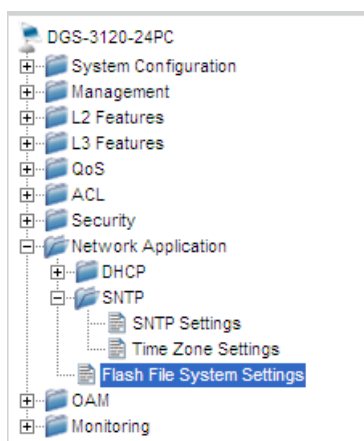 DGS-3120-24PC
System Configuration
Management
L2 Features
L3 Features
QoS
ACL
Security
Network Application
DHCP
SNTP
SNTP Settings
Time Zone Settings
Flash File System Settings
OAM
Monitoring